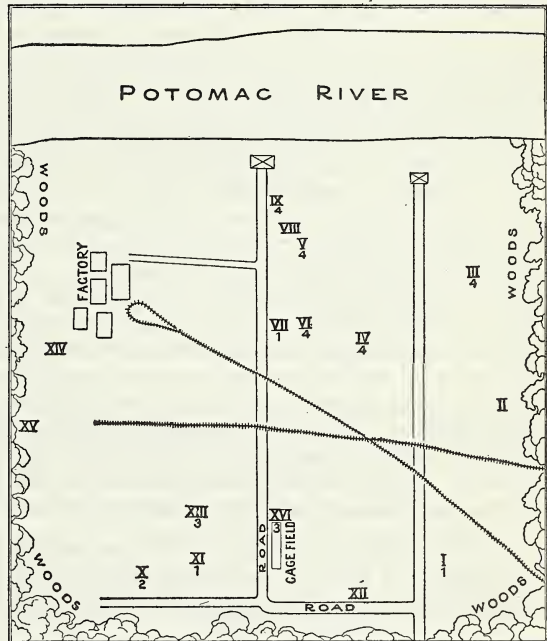 POTOMAC RIVER
WOODS
WOODS
IX
4
VIII
V
4
FACTORY
III
4
VII
1
VI
4
IV
4
XIV
II
XV
XIII
3
XVI
3
ROAD
CAGE FIELD
XI
1
X
2
I
1
XII
WOODS
ROAD
WOODS